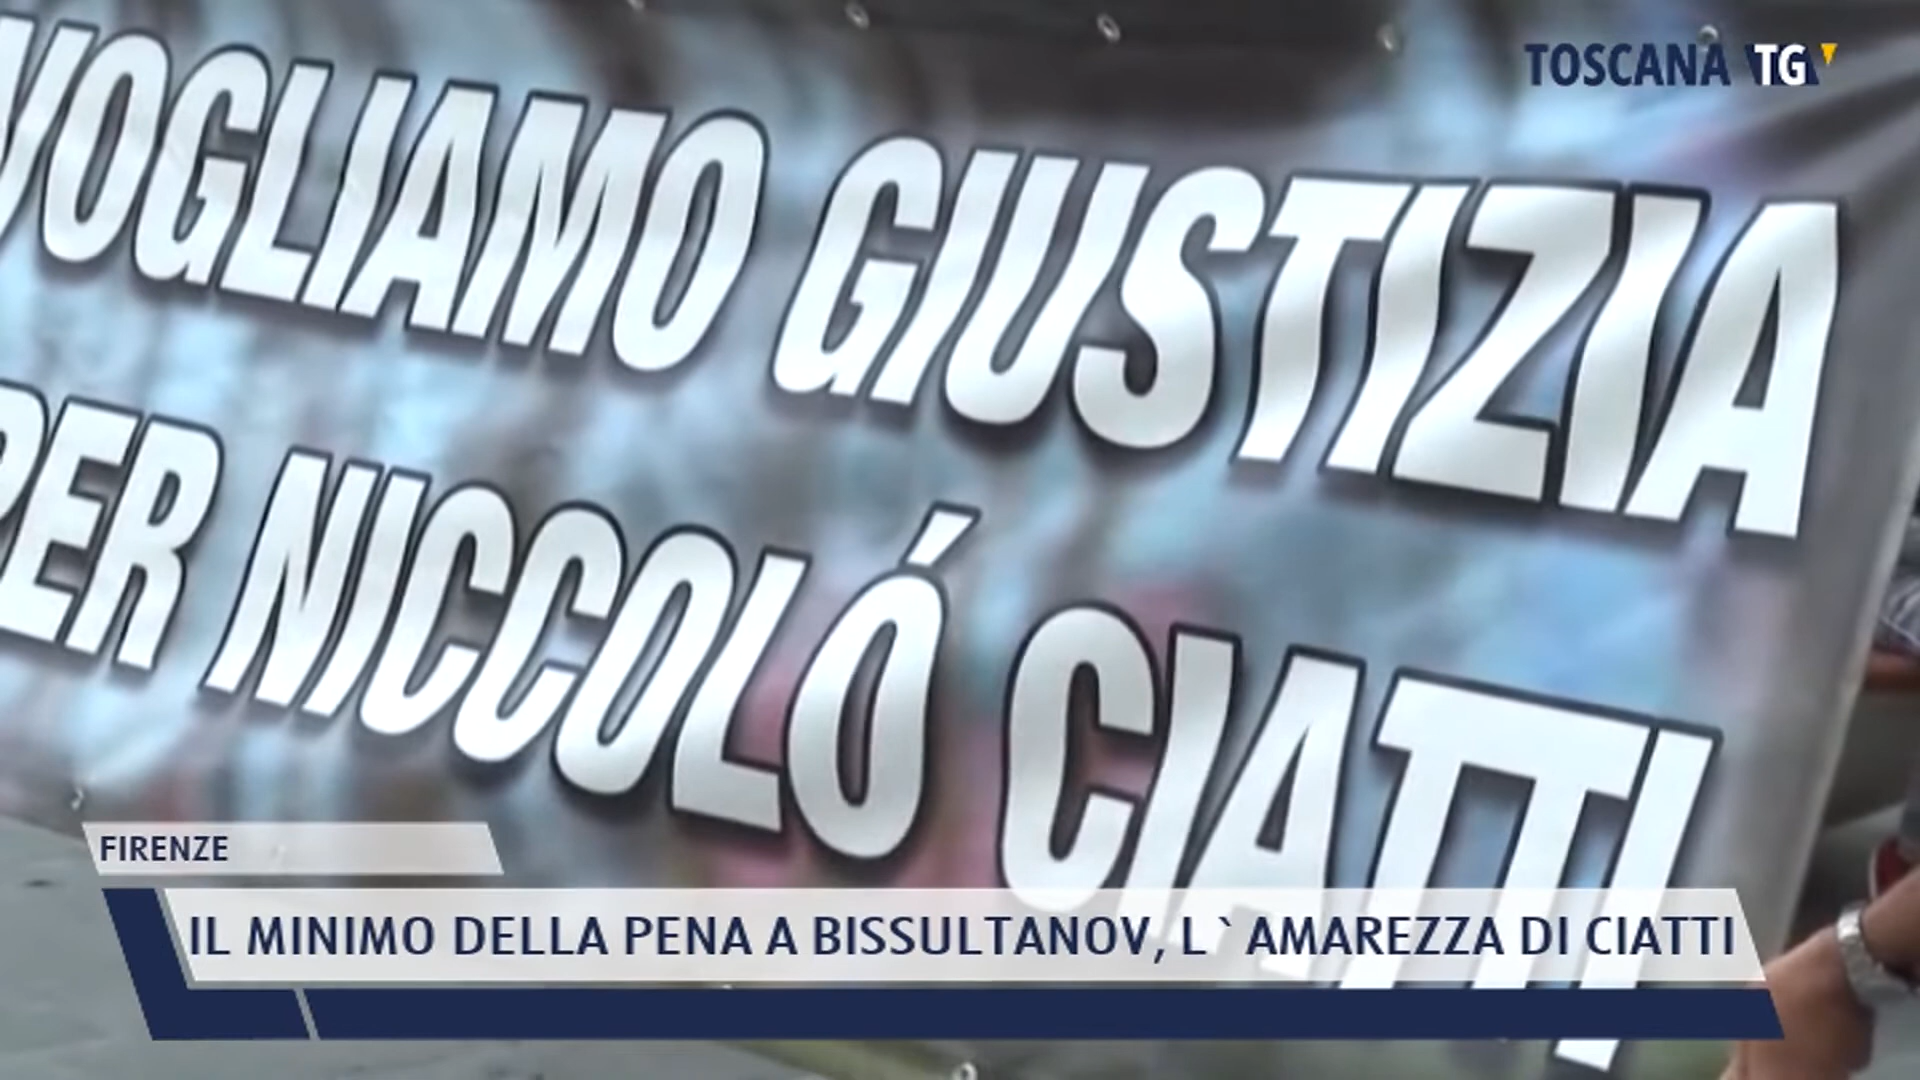 TOSCANA TG
VOGLIAMO GIUSTIZIA
PER NICCOLÓ CIATTI
FIRENZE
IL MINIMO DELLA PENA A BISSULTANOV, L`AMAREZZA DI CIATTI